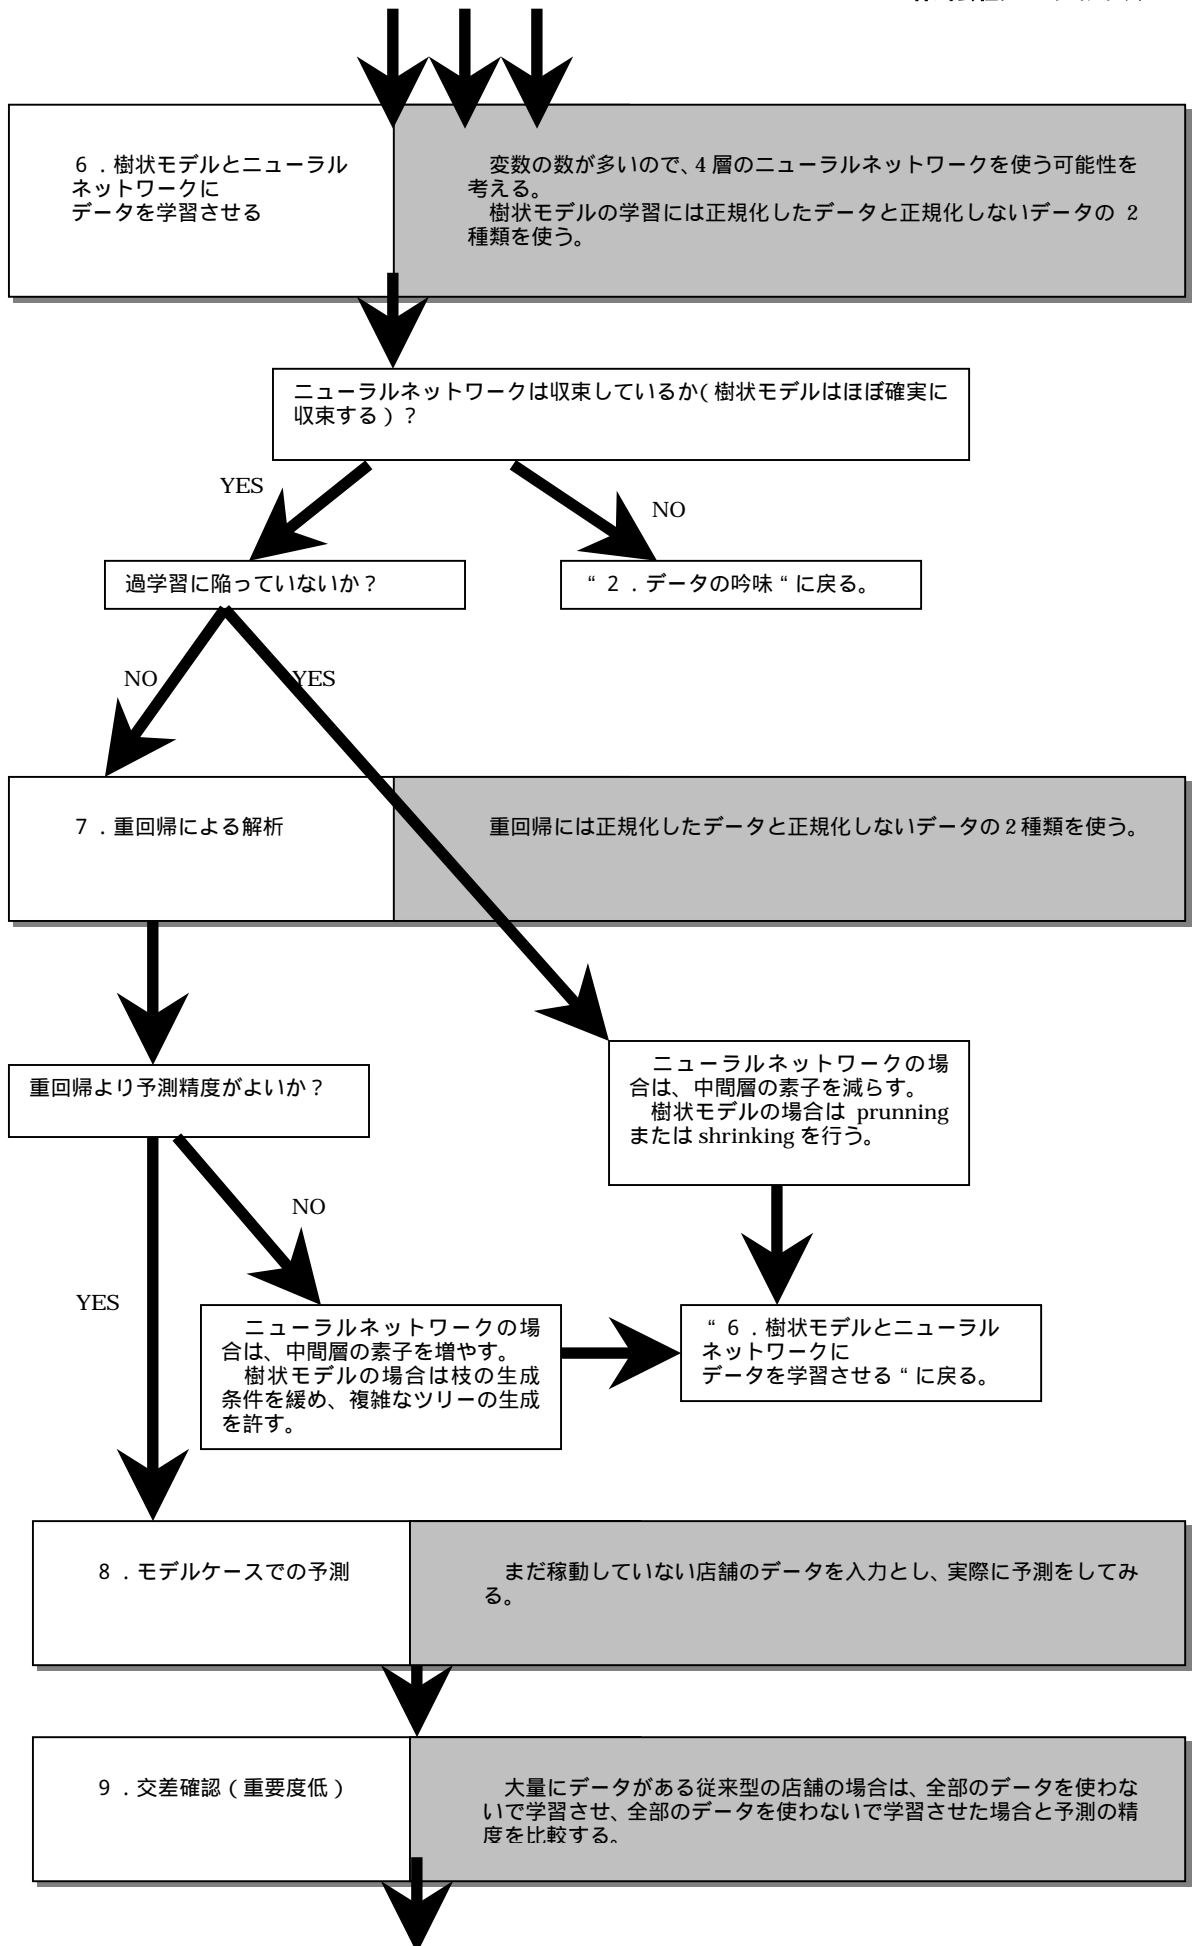 ６．樹状モデルとニューラル
ネットワークに
データを学習させる
変数の数が多いので、4 層のニューラルネットワークを使う可能性を
考える。
樹状モデルの学習には正規化したデータと正規化しないデータの 2
種類を使う。
ニューラルネットワークは収束しているか（樹状モデルはほぼ確実に
収束する）？
YES
NO
過学習に陥っていないか？
“２．データの吟味“に戻る。
NO
YES
７．重回帰による解析
重回帰には正規化したデータと正規化しないデータの 2 種類を使う。
ニューラルネットワークの場
合は、中間層の素子を減らす。
樹状モデルの場合は prunning
または shrinking を行う。
重回帰より予測精度がよいか？
NO
YES
ニューラルネットワークの場
合は、中間層の素子を増やす。
樹状モデルの場合は枝の生成
条件を緩め、複雑なツリーの生成
を許す。
“６．樹状モデルとニューラル
ネットワークに
データを学習させる“に戻る。
８．モデルケースでの予測
まだ稼動していない店舗のデータを入力とし、実際に予測をしてみ
る。
９．交差確認（重要度低）
大量にデータがある従来型の店舗の場合は、全部のデータを使わな
いで学習させ、全部のデータを使わないで学習させた場合と予測の精
度を比較する。